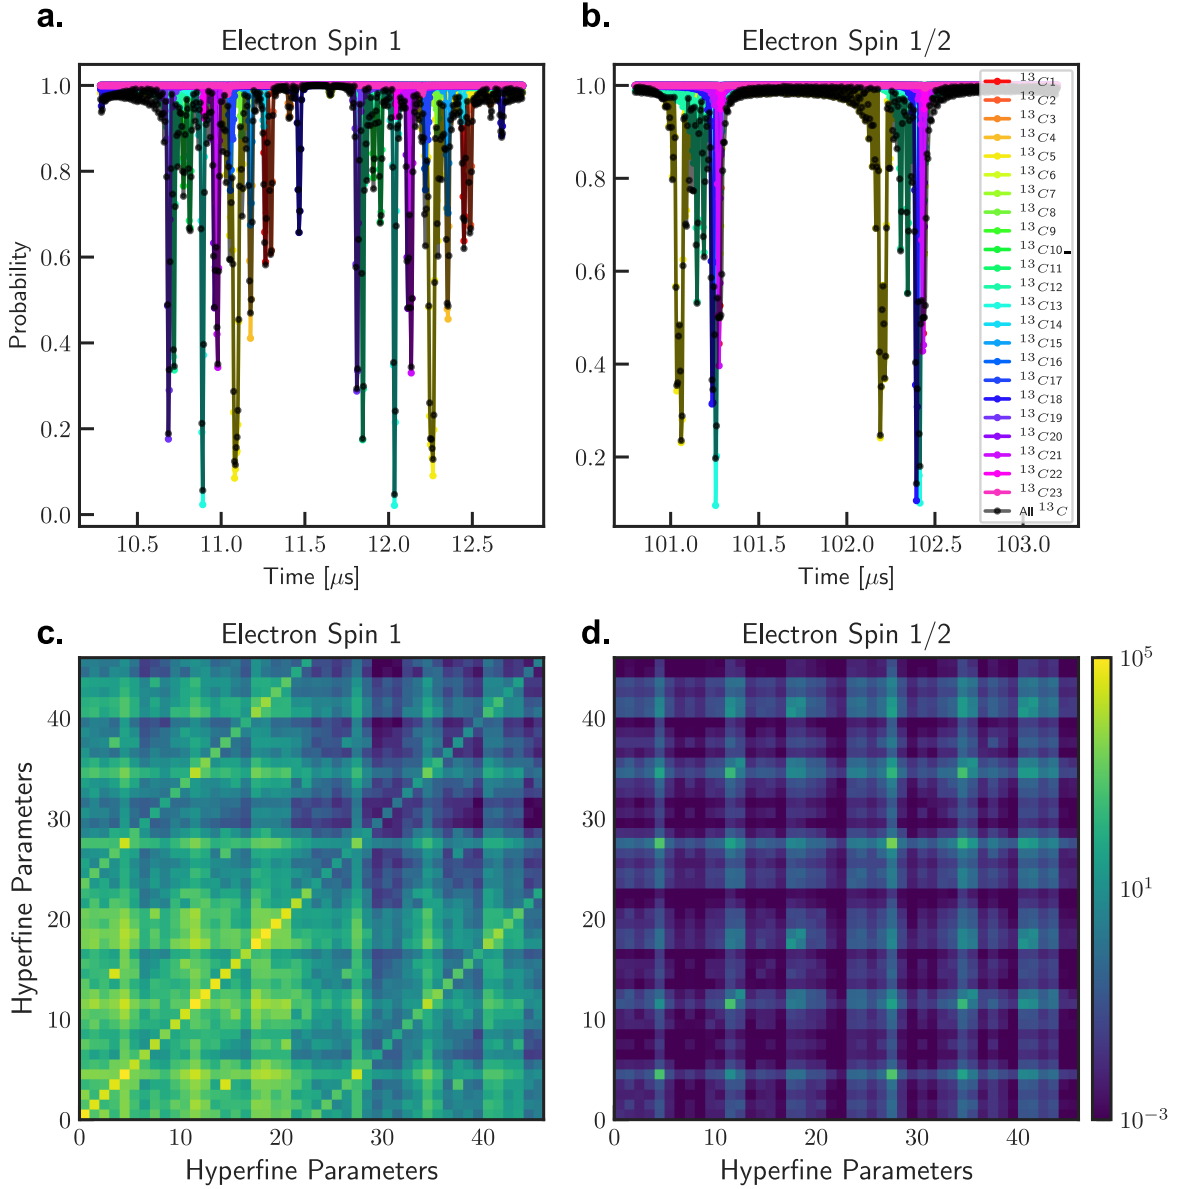 a.
Electron Spin 1
Probability
1.0
0.8
0.6
0.4
0.2
0.0
10.5 11.0 11.5 12.0 12.5
Time [μs]
b.
Electron Spin 1/2
1.0
0.8
0.6
0.4
0.2
101.0 101.5 102.0 102.5 103.0
Time [μs]
¹³C1
¹³C2
¹³C3
¹³C4
¹³C5
¹³C6
¹³C7
¹³C8
¹³C9
¹³C10
¹³C11
¹³C12
¹³C13
¹³C14
¹³C15
¹³C16
¹³C17
¹³C18
¹³C19
¹³C20
¹³C21
¹³C22
¹³C23
All ¹³C
c.
Electron Spin 1
Hyperfine Parameters
40
30
20
10
0
0 10 20 30 40
Hyperfine Parameters
d.
Electron Spin 1/2
40
30
20
10
0
0 10 20 30 40
Hyperfine Parameters
10⁵
10¹
10⁻³